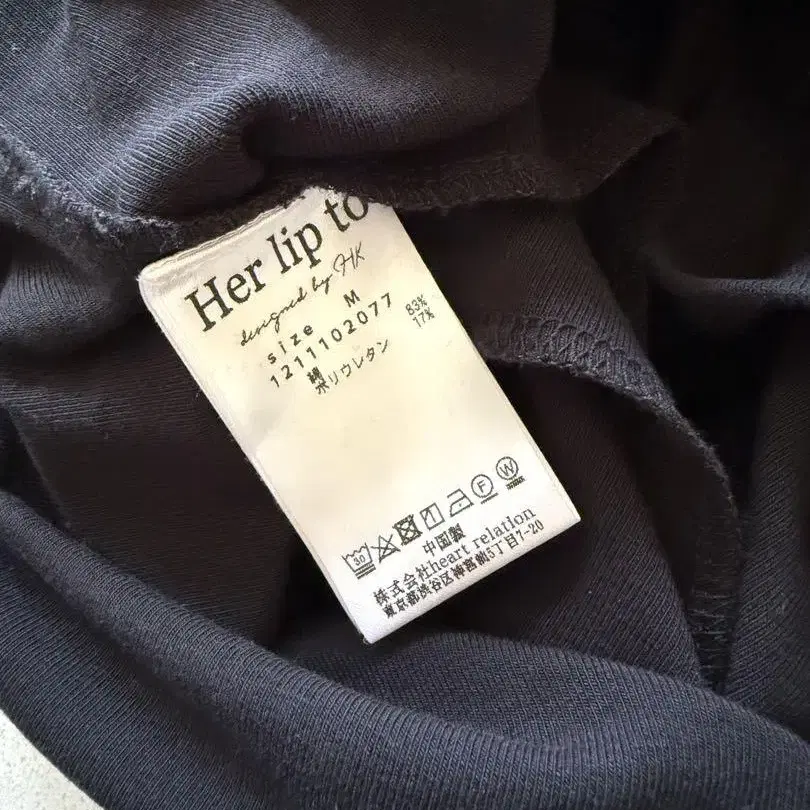 Her lip to
designed by HK
size M
1211102077
綿 83%
ポリウレタン 17%
30 F W
中国製
株式会社heart relation
東京都渋谷区神宮前5丁目7-20